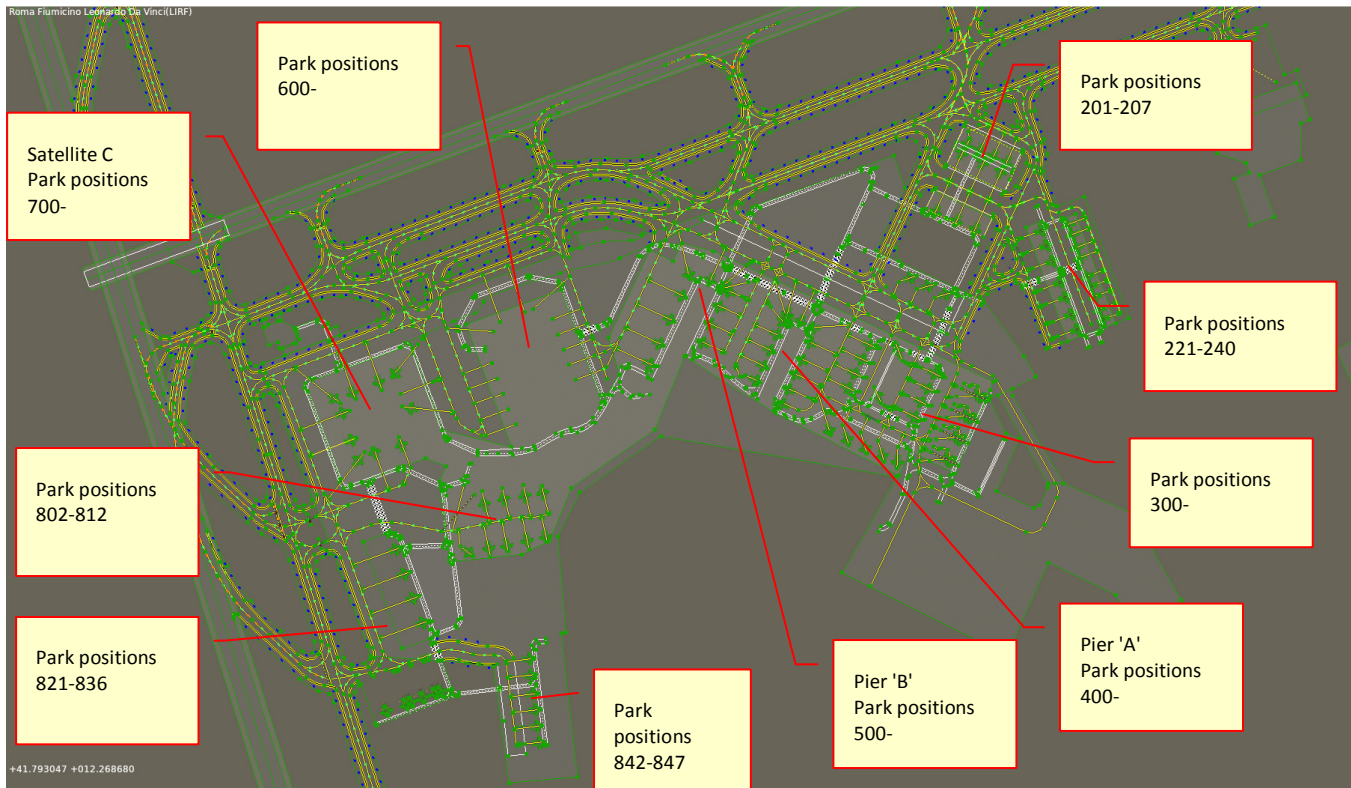 Roma Fiumicino Leonardo Da Vinci(LIRF)
Park positions
600-
Park positions
201-207
Satellite C
Park positions
700-
Park positions
221-240
Park positions
802-812
Park positions
300-
Park positions
821-836
Park
positions
842-847
Pier 'B'
Park positions
500-
Pier 'A'
Park positions
400-
+41.793047 +012.268680